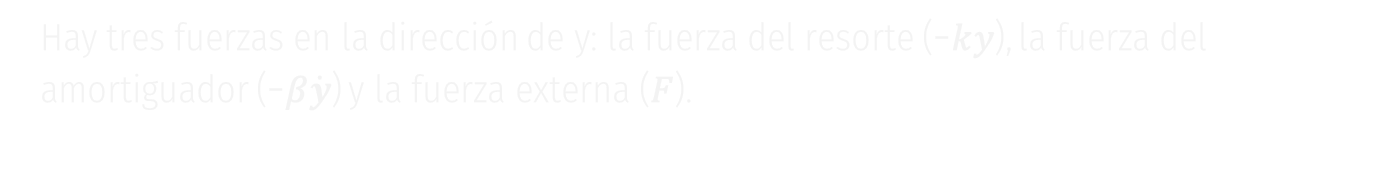 Hay tres fuerzas en la dirección de y: la fuerza del resorte (−ky), la fuerza del
amortiguador (−βẏ) y la fuerza externa (F).